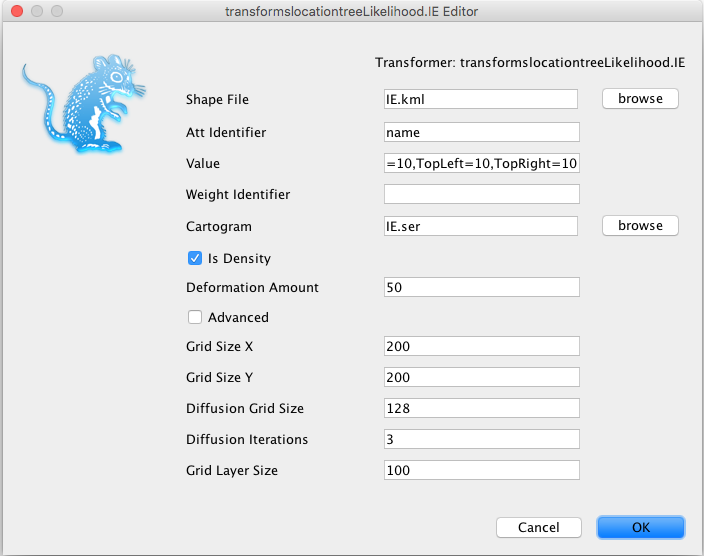 transformslocationtreeLikelihood.IE Editor
Transformer: transformslocationtreeLikelihood.IE
Shape File IE.kml browse
Att Identifier name
Value =10,TopLeft=10,TopRight=10
Weight Identifier
Cartogram IE.ser browse
Is Density
Deformation Amount 50
Advanced
Grid Size X 200
Grid Size Y 200
Diffusion Grid Size 128
Diffusion Iterations 3
Grid Layer Size 100
Cancel OK